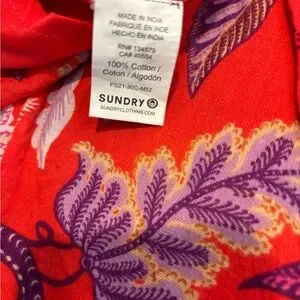 MADE IN INDIA
FABRIQUÉ EN INDE
HECHO EN INDIA
RN# 134579
CA# 40554
100% Cotton /
Coton / Algodón
PS21-20C-M52
SUNDRY
SUNDRYCLOTHING.COM